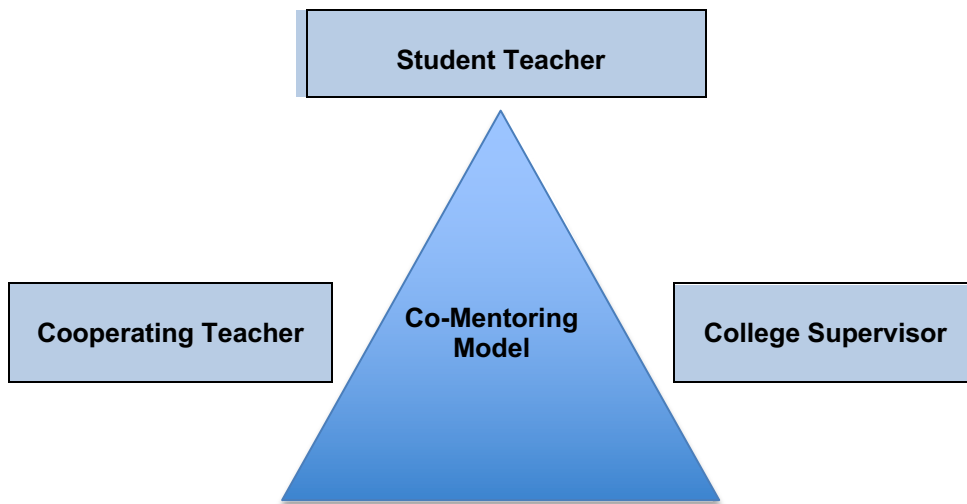 Student Teacher
Cooperating Teacher
Co-Mentoring
Model
College Supervisor